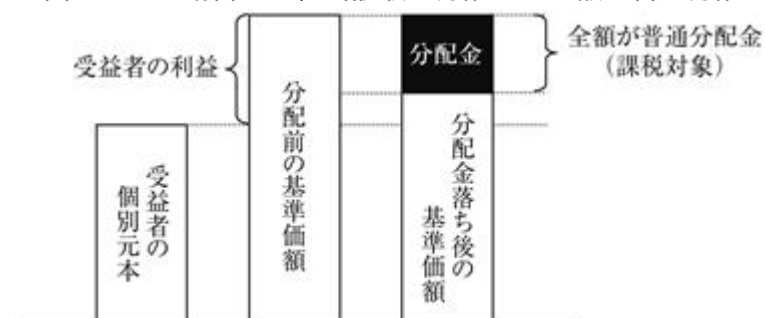 受益者の利益
分配金
全額が普通分配金
(課税対象)
分配前の基準価額
受益者の
個別元本
分配金落ち後の
基準価額